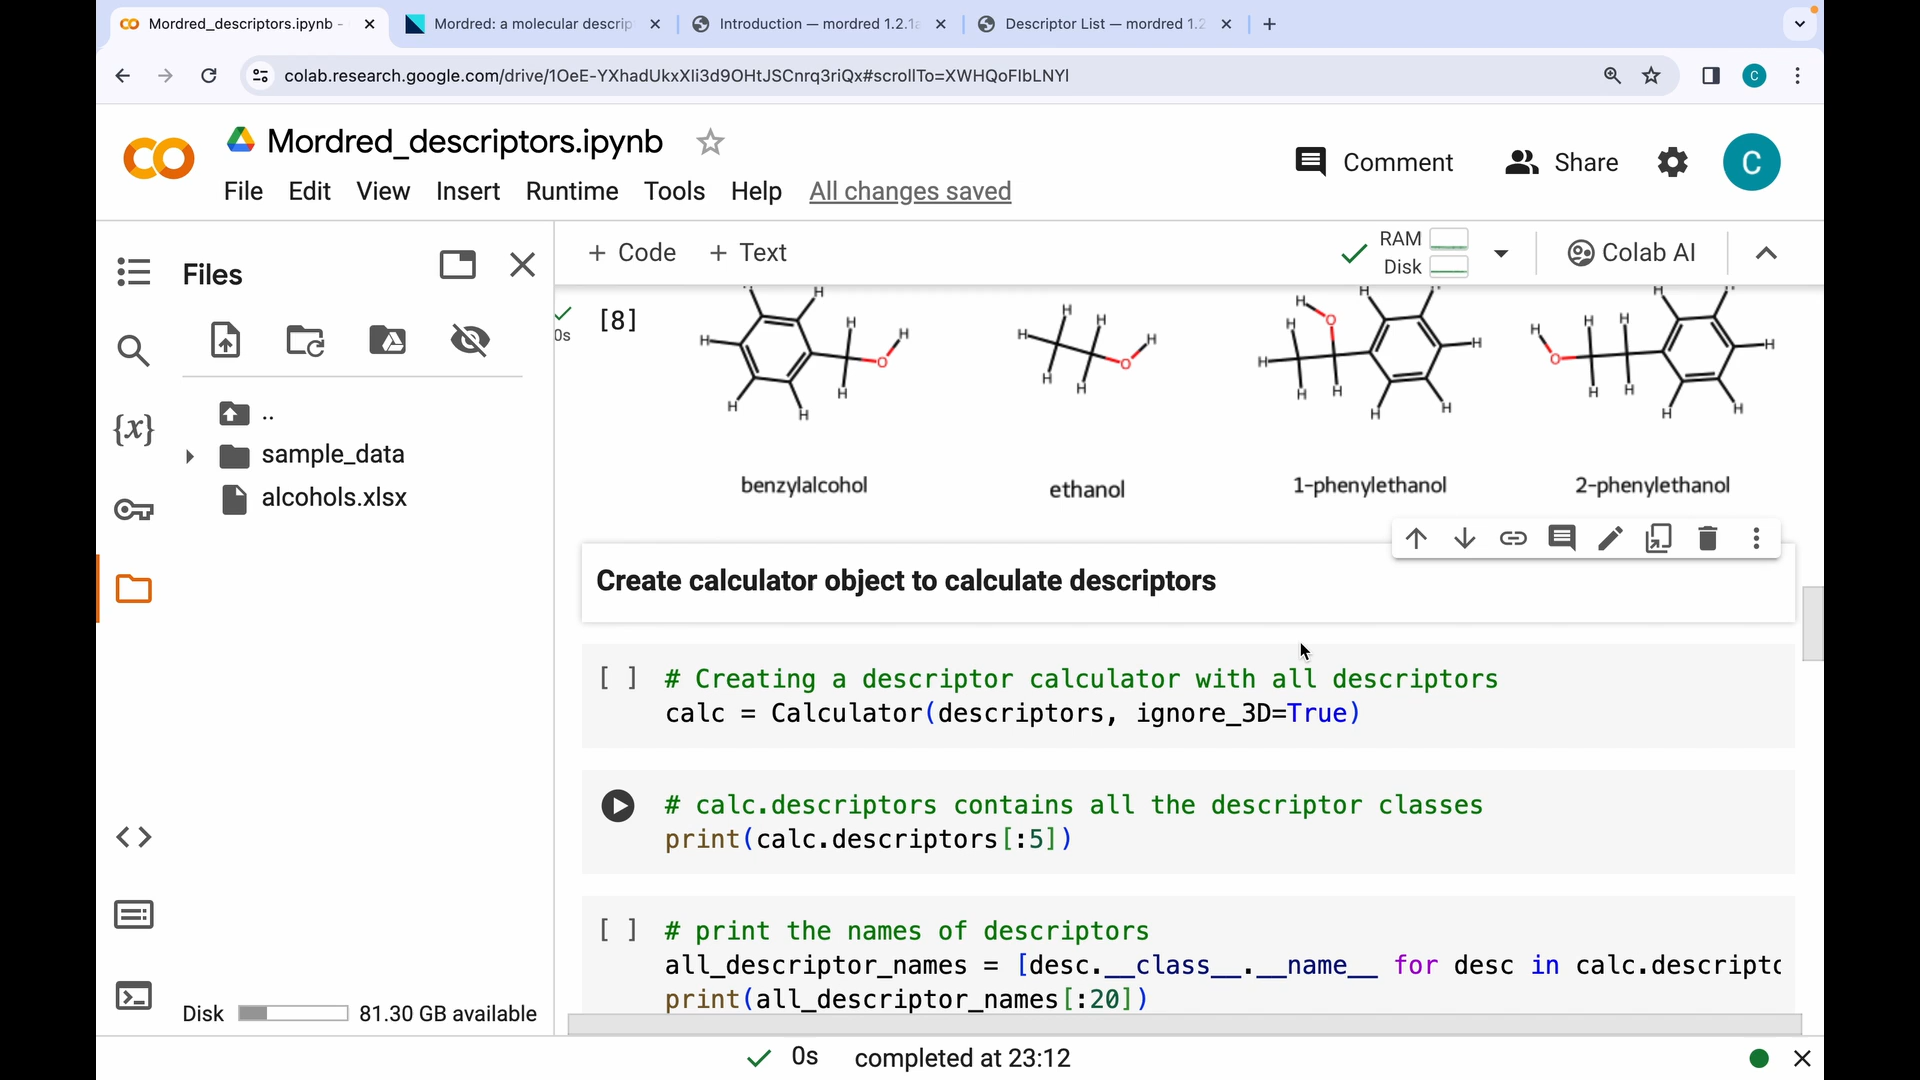 Mordred_descriptors.ipynb -
Mordred: a molecular descrip
Introduction — mordred 1.2.1a
Descriptor List — mordred 1.2
colab.research.google.com/drive/1OeE-YXhadUkxXIi3d9OHtJSCnrq3riQx#scrollTo=XWHQoFIbLNYl
C
Mordred_descriptors.ipynb
File Edit View Insert Runtime Tools Help All changes saved
Comment
Share
C
Files
+ Code + Text
RAM
Disk
Colab AI
..
sample_data
alcohols.xlsx
Disk 81.30 GB available
0s
[8]
H H H H H H H O H
H H H H H O H
H O H H H H H H H H H
H O H H H H H H H H H
benzylalcohol
ethanol
1-phenylethanol
2-phenylethanol
Create calculator object to calculate descriptors
[ ] # Creating a descriptor calculator with all descriptors
calc = Calculator(descriptors, ignore_3D=True)
# calc.descriptors contains all the descriptor classes
print(calc.descriptors[:5])
[ ] # print the names of descriptors
all_descriptor_names = [desc.__class__.__name__ for desc in calc.descripto
print(all_descriptor_names[:20])
0s completed at 23:12